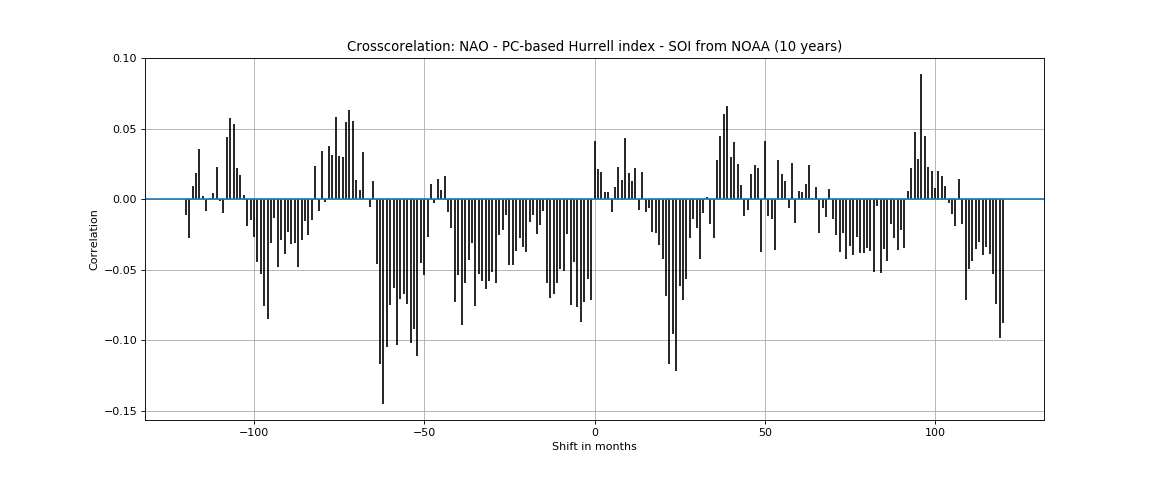 Crosscorelation: NAO - PC-based Hurrell index - SOI from NOAA (10 years)
0.10
0.05
0.00
−0.05
−0.10
−0.15
Correlation
−100 −50 0 50 100
Shift in months